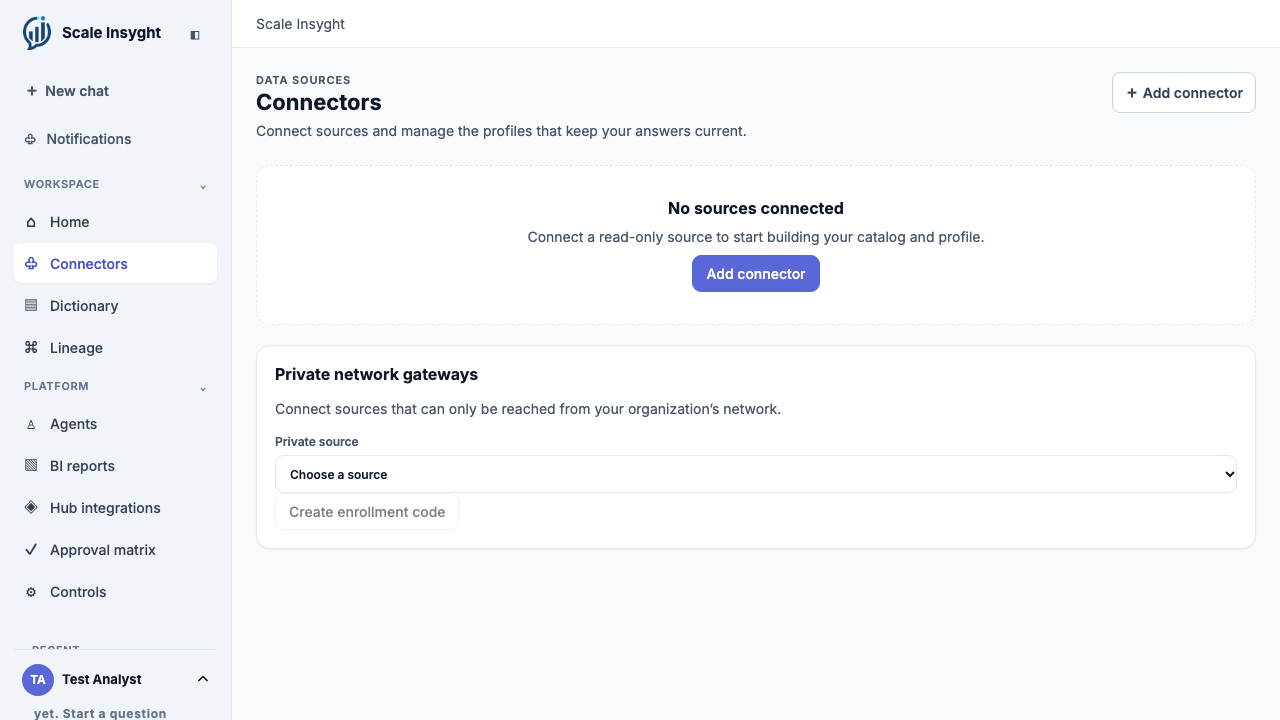 Scale Insyght
+ New chat
Notifications
WORKSPACE
Home
Connectors
Dictionary
Lineage
PLATFORM
Agents
BI reports
Hub integrations
Approval matrix
Controls
RECENT
TA
Test Analyst
yet. Start a question
Scale Insyght
DATA SOURCES
Connectors
Connect sources and manage the profiles that keep your answers current.
+ Add connector
No sources connected
Connect a read-only source to start building your catalog and profile.
Add connector
Private network gateways
Connect sources that can only be reached from your organization’s network.
Private source
Choose a source
Create enrollment code